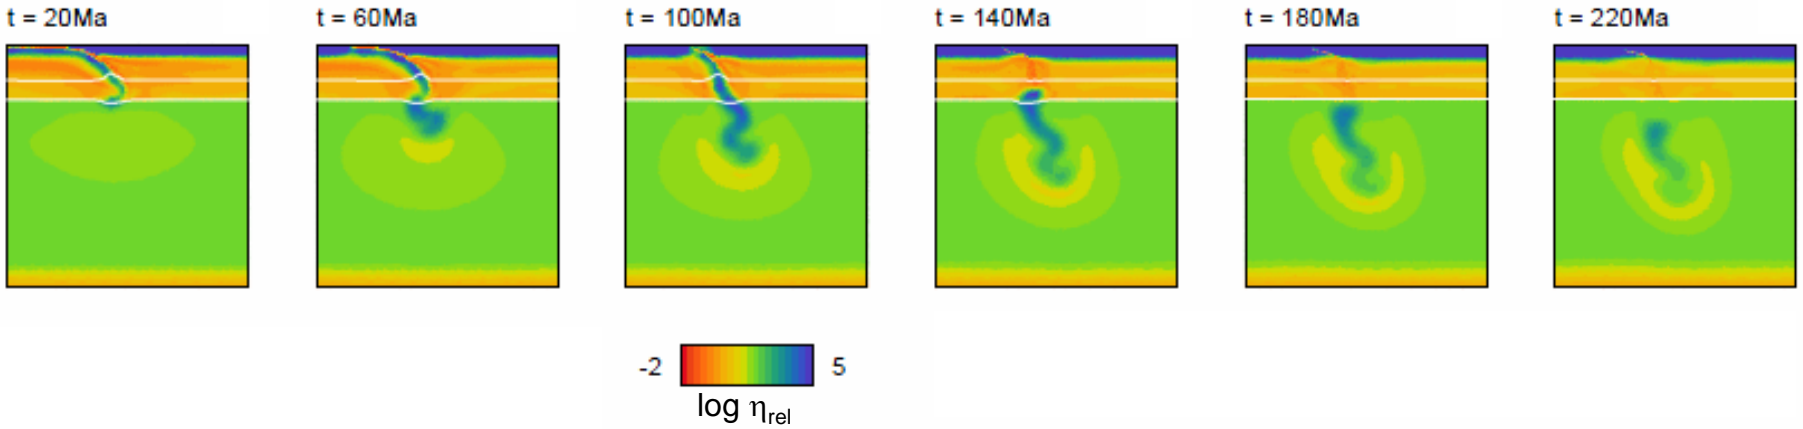 t = 20Ma t = 60Ma t = 100Ma t = 140Ma t = 180Ma t = 220Ma
-2 5
log ηrel